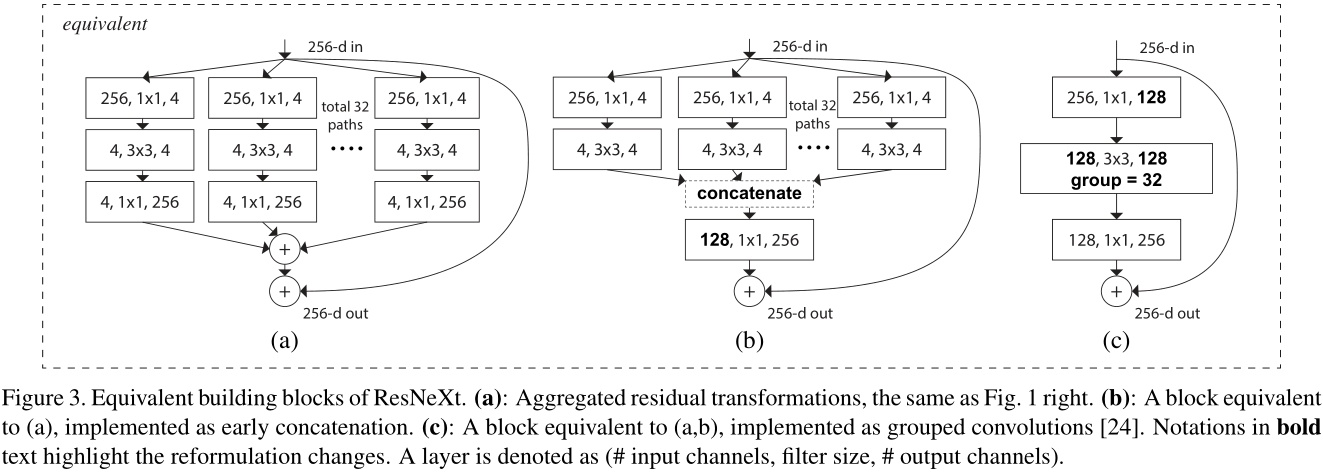 equivalent
256-d in
256, 1x1, 4
256, 1x1, 4
256, 1x1, 4
total 32
paths
....
4, 3x3, 4
4, 3x3, 4
4, 3x3, 4
4, 1x1, 256
4, 1x1, 256
4, 1x1, 256
+
+
256-d out
(a)
256-d in
256, 1x1, 4
256, 1x1, 4
256, 1x1, 4
total 32
paths
....
4, 3x3, 4
4, 3x3, 4
4, 3x3, 4
concatenate
128, 1x1, 256
+
256-d out
(b)
256-d in
256, 1x1, 128
128, 3x3, 128
group = 32
128, 1x1, 256
+
256-d out
(c)
Figure 3. Equivalent building blocks of ResNeXt. (a): Aggregated residual transformations, the same as Fig. 1 right. (b): A block equivalent
to (a), implemented as early concatenation. (c): A block equivalent to (a,b), implemented as grouped convolutions [24]. Notations in bold
text highlight the reformulation changes. A layer is denoted as (# input channels, filter size, # output channels).